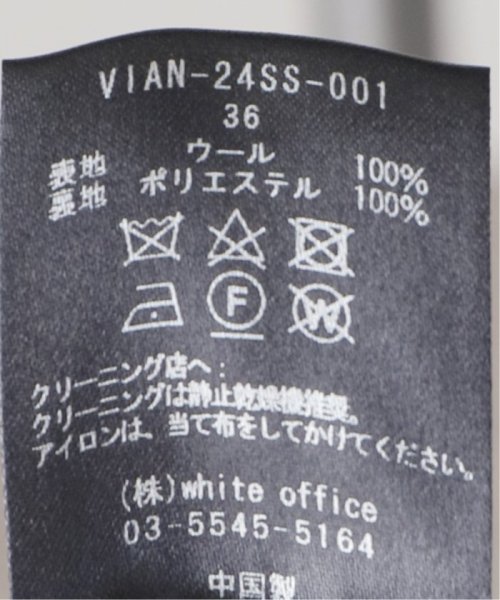 VIAN-24SS-001
36
表地 ウール 100%
裏地 ポリエステル 100%
F W
クリーニング店へ:
クリーニングは静止乾燥機推奨。
アイロンは、当て布をしてかけてください。
(株)white office
03-5545-5164
中国製